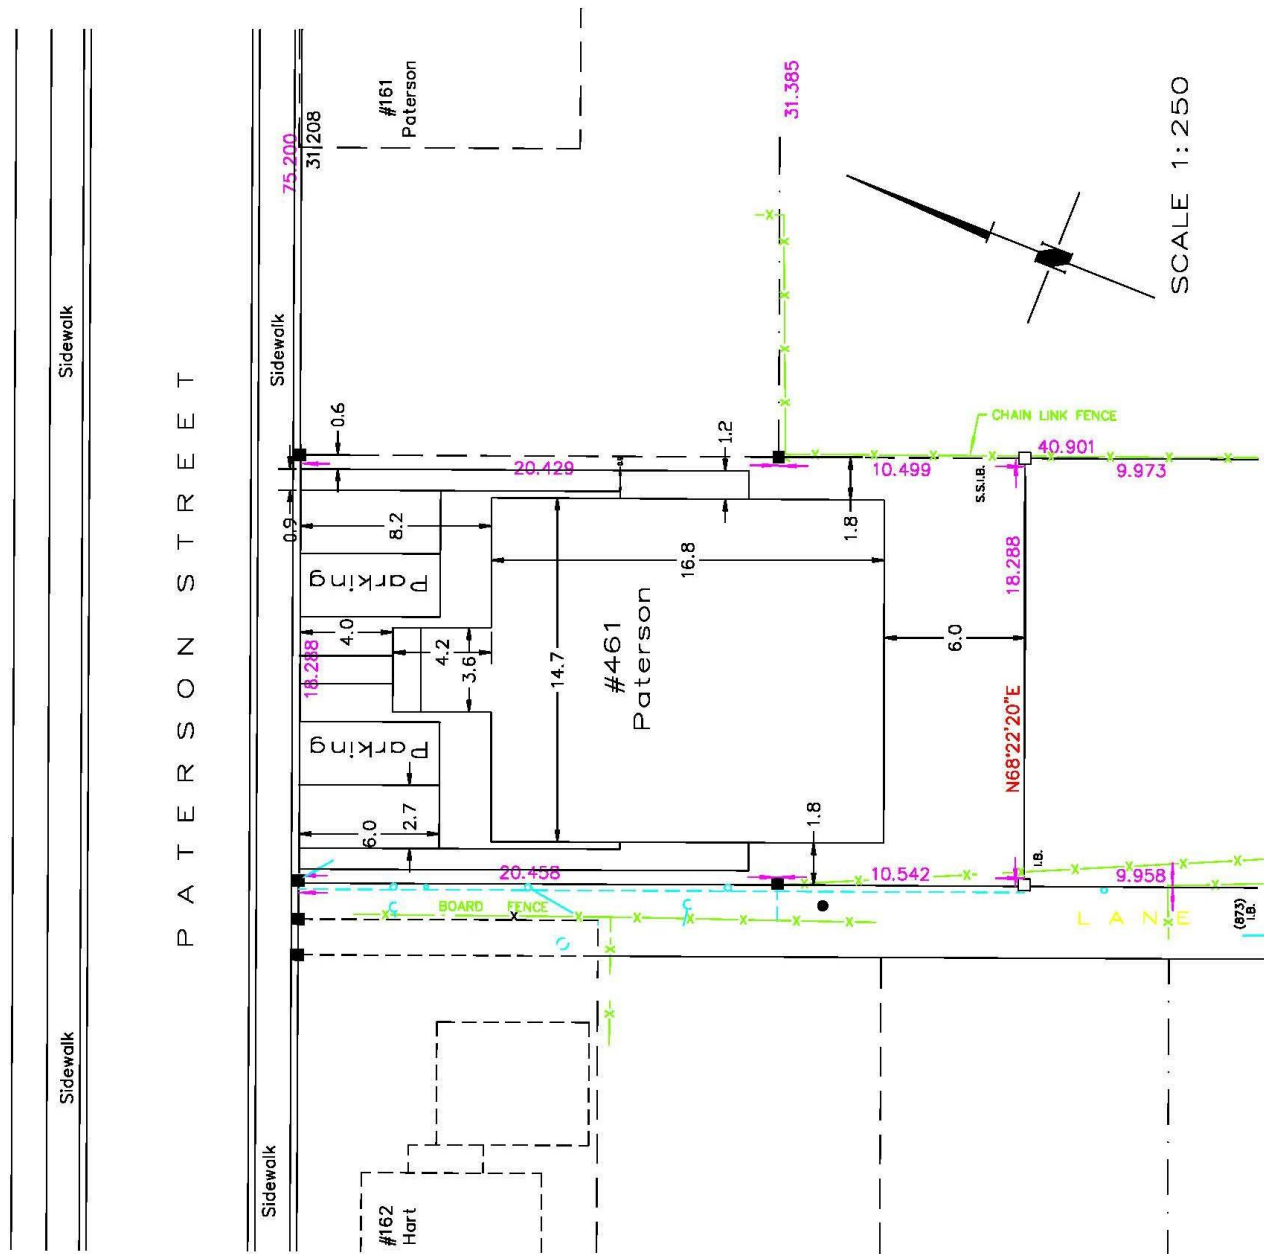 PATERSON STREET
Sidewalk
Sidewalk
Sidewalk
Sidewalk
75.200
31.208
#161
Paterson
31.385
SCALE 1:250
CHAIN LINK FENCE
0.6
0.9
20.429
1.2
10.499
S.S.I.B.
40.901
9.973
8.2
1.8
Parking
16.8
18.288
4.0
4.2
3.6
18.288
14.7
#461
Paterson
6.0
Parking
N68°22'20"E
2.7
6.0
1.8
20.458
10.542
I.B.
9.958
BOARD FENCE
LANE
(873)
I.B.
#162
Hart